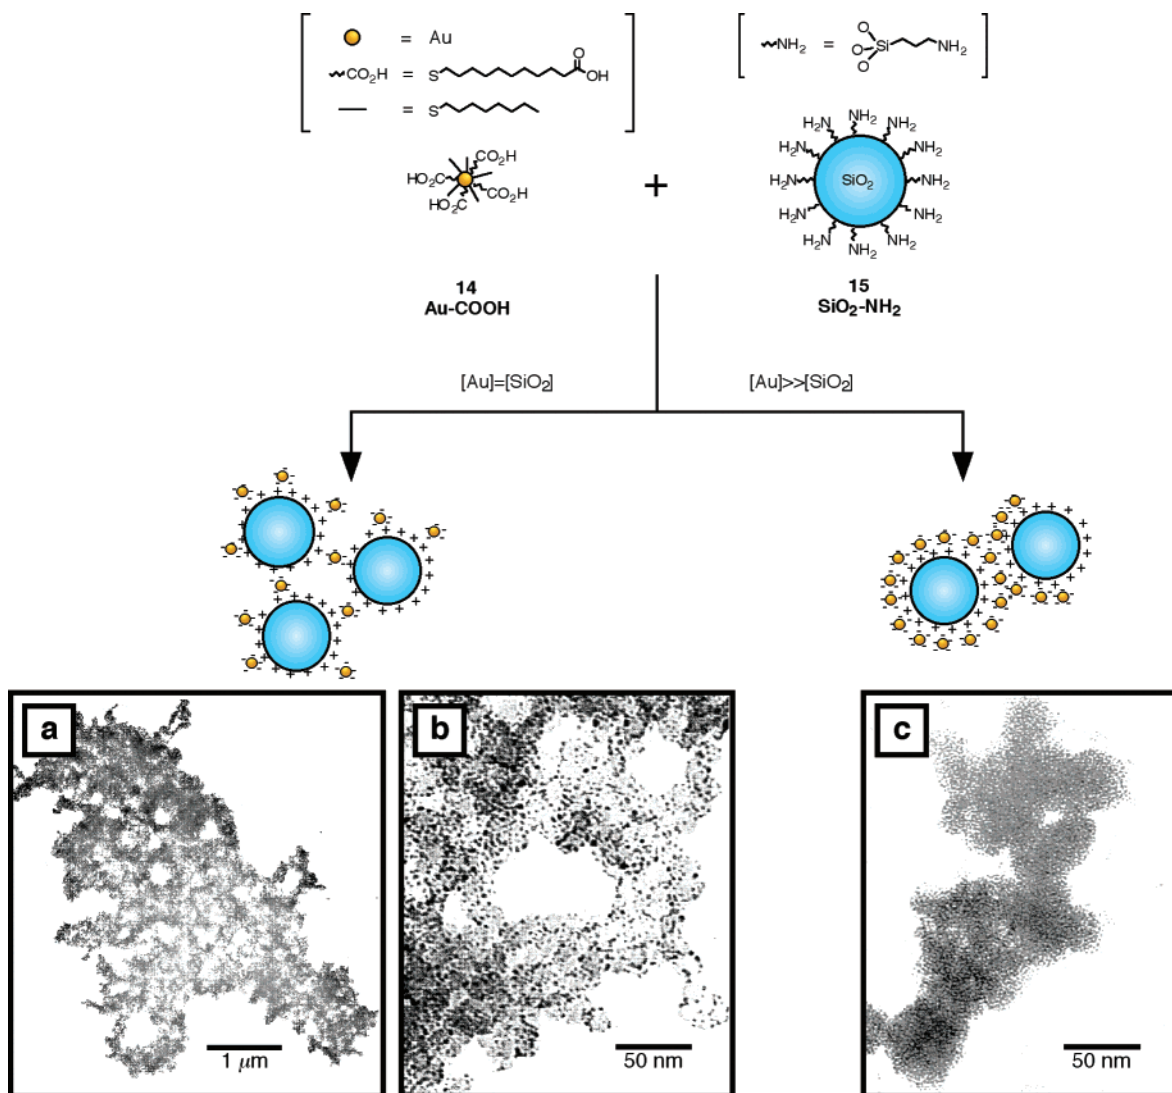 = Au
CO2H = S OH
O
= S
NH2 = O Si NH2
O
O
CO2H
HO2C
CO2H
HO2C
+
SiO2
NH2
H2N NH2
H2N NH2
H2N NH2
H2N NH2
H2N NH2
NH2
14
Au-COOH
15
SiO2-NH2
[Au]=[SiO2]
[Au]>>[SiO2]
a
1 μm
b
50 nm
c
50 nm